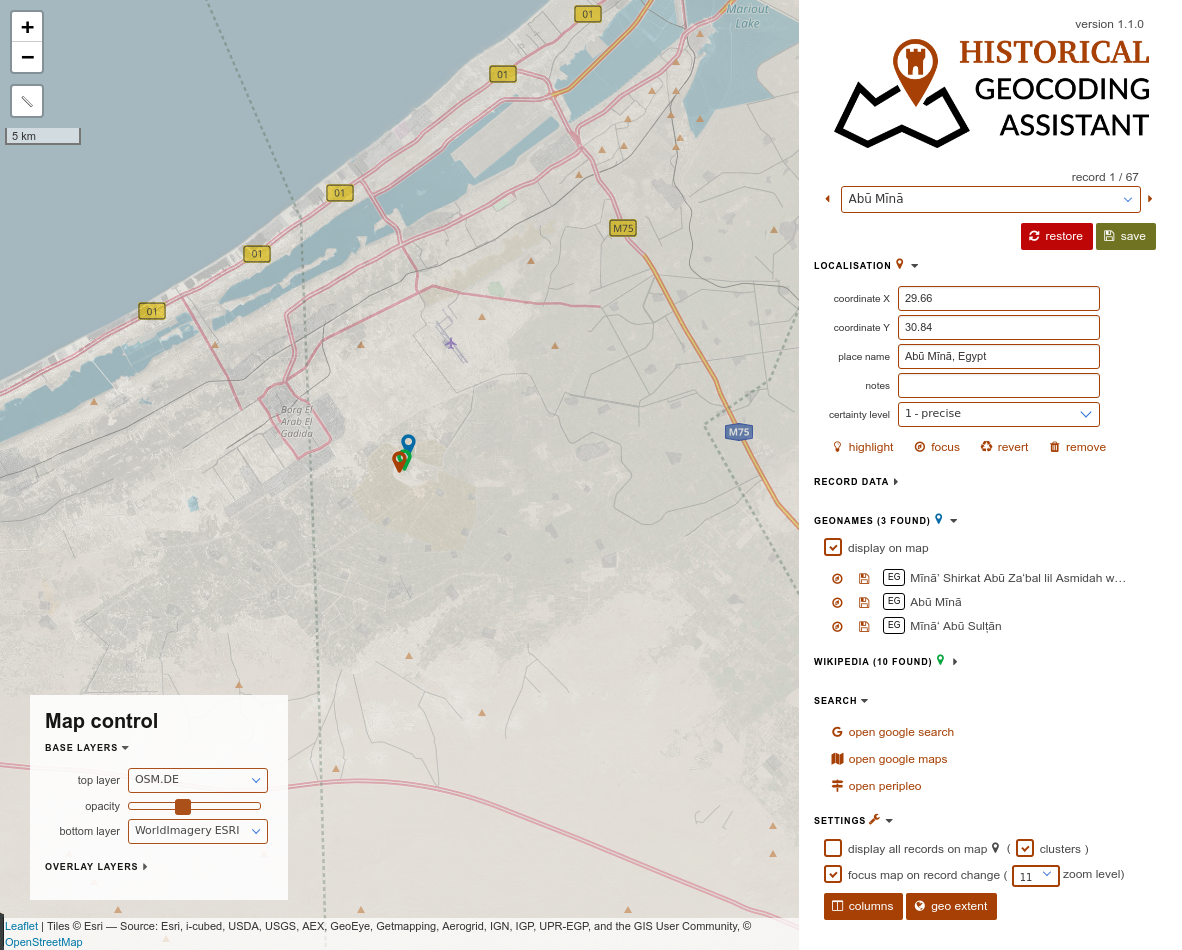 +
−
5 km
01
Mariout
Lake
01
01
M75
01
01
Borg El
Arab El
Gadida
M75
Map control
BASE LAYERS
top layer OSM.DE
opacity
bottom layer WorldImagery ESRI
OVERLAY LAYERS
Leaflet | Tiles © Esri — Source: Esri, i-cubed, USDA, USGS, AEX, GeoEye, Getmapping, Aerogrid, IGN, IGP, UPR-EGP, and the GIS User Community, ©
OpenStreetMap
version 1.1.0
HISTORICAL
GEOCODING
ASSISTANT
record 1 / 67
Abū Mīnā
restore save
LOCALISATION
coordinate X 29.66
coordinate Y 30.84
place name Abū Mīnā, Egypt
notes
certainty level 1 - precise
highlight focus revert remove
RECORD DATA
GEONAMES (3 FOUND)
display on map
EG Mīnā' Shirkat Abū Za'bal lil Asmidah w…
EG Abū Mīnā
EG Mīnā' Abū Sulţān
WIKIPEDIA (10 FOUND)
SEARCH
open google search
open google maps
open peripleo
SETTINGS
display all records on map ( clusters )
focus map on record change ( 11 zoom level)
columns geo extent